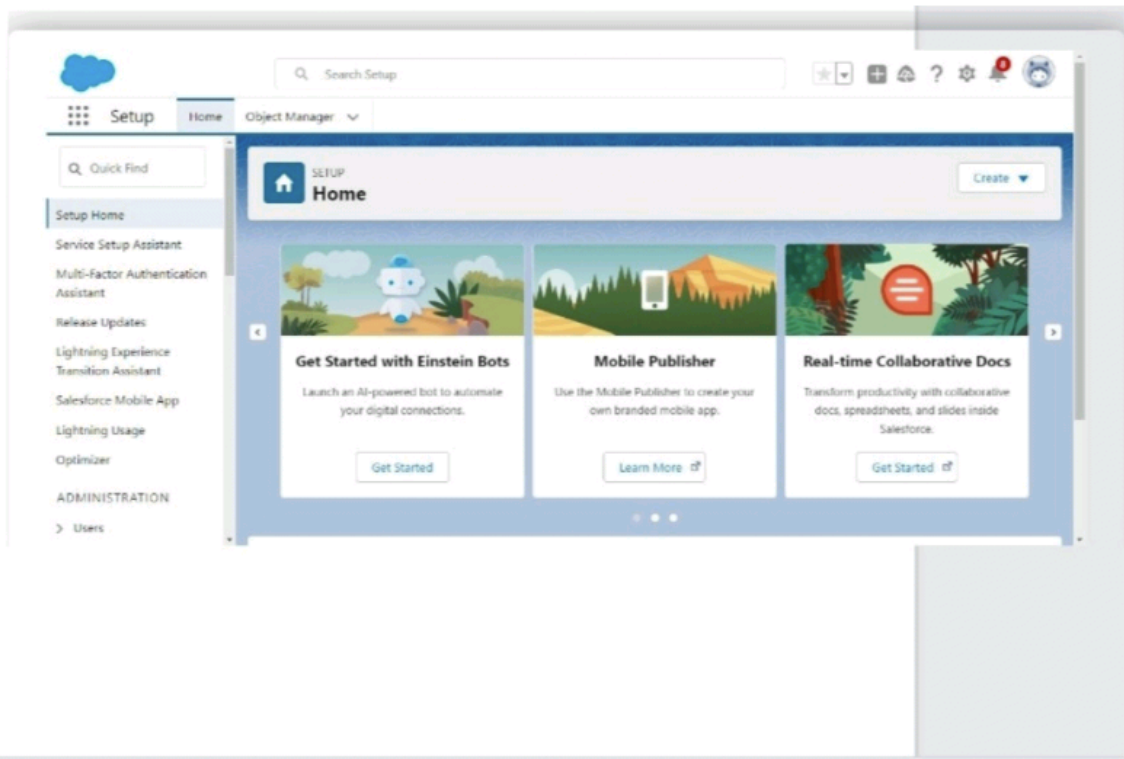 Search Setup
?
8
Setup
Home
Object Manager
Quick Find
Setup Home
Service Setup Assistant
Multi-Factor Authentication
Assistant
Release Updates
Lightning Experience
Transition Assistant
Salesforce Mobile App
Lightning Usage
Optimizer
ADMINISTRATION
Users
SETUP
Home
Create
Get Started with Einstein Bots
Launch an AI-powered bot to automate
your digital connections.
Get Started
Mobile Publisher
Use the Mobile Publisher to create your
own branded mobile app.
Learn More
Real-time Collaborative Docs
Transform productivity with collaborative
docs, spreadsheets, and slides inside
Salesforce.
Get Started